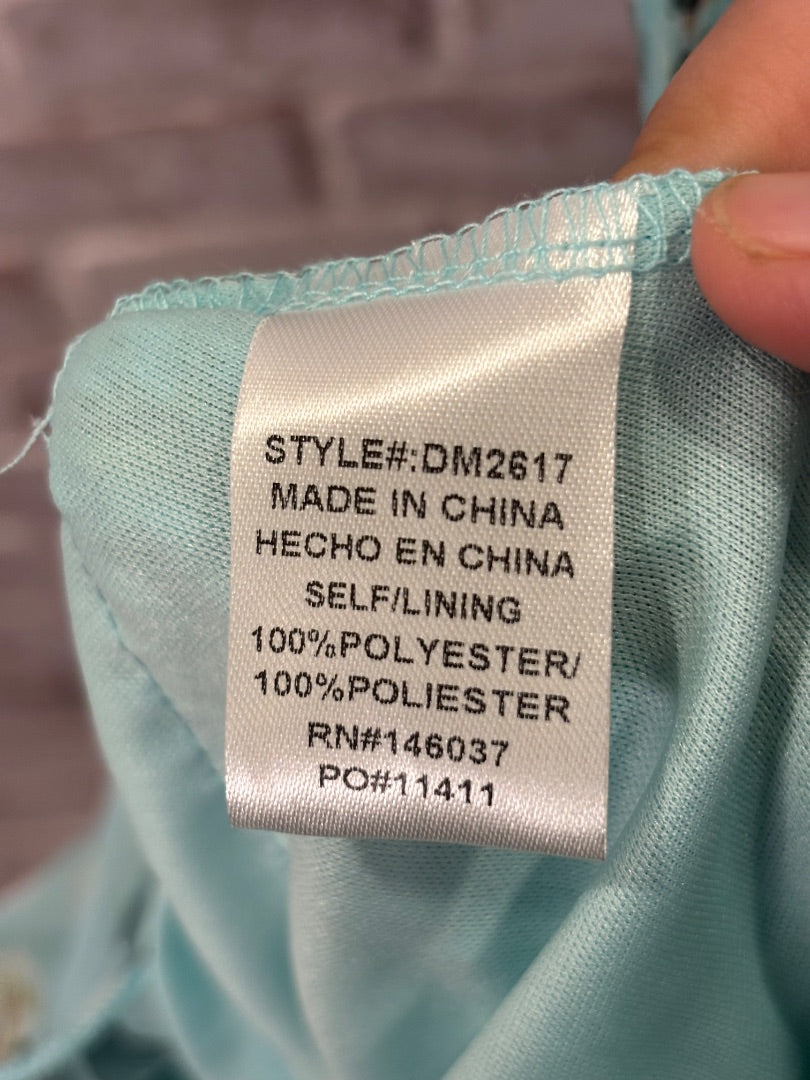 STYLE#:DM2617
MADE IN CHINA
HECHO EN CHINA
SELF/LINING
100%POLYESTER/
100%POLIESTER
RN#146037
PO#11411